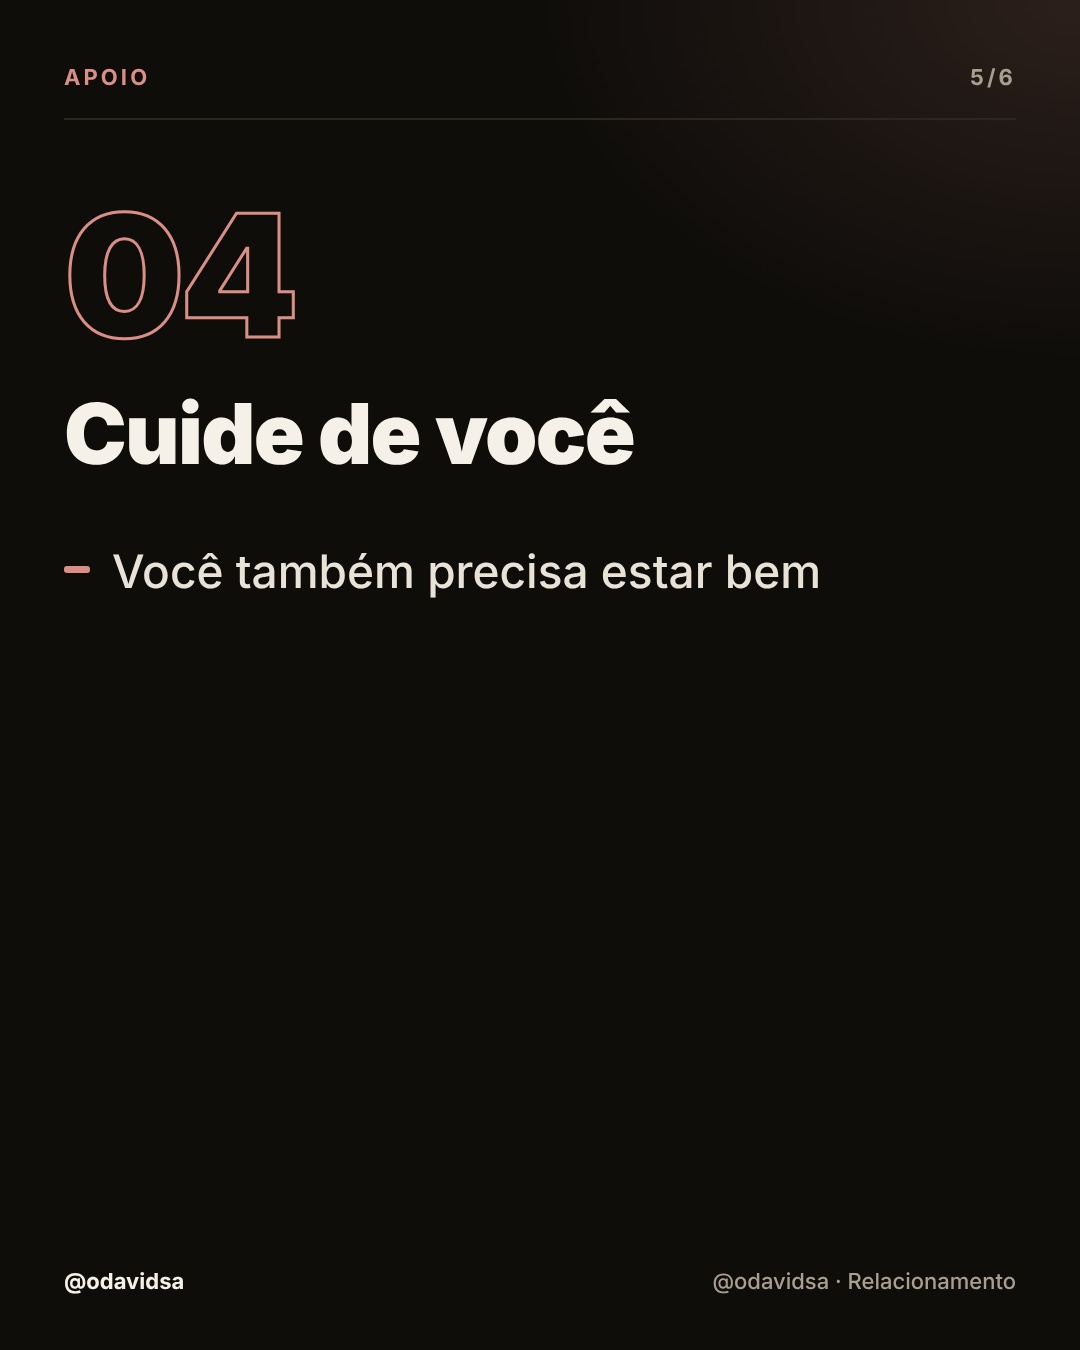 APOIO
5/6
04
Cuide de você
Você também precisa estar bem
@odavidsa
@odavidsa · Relacionamento